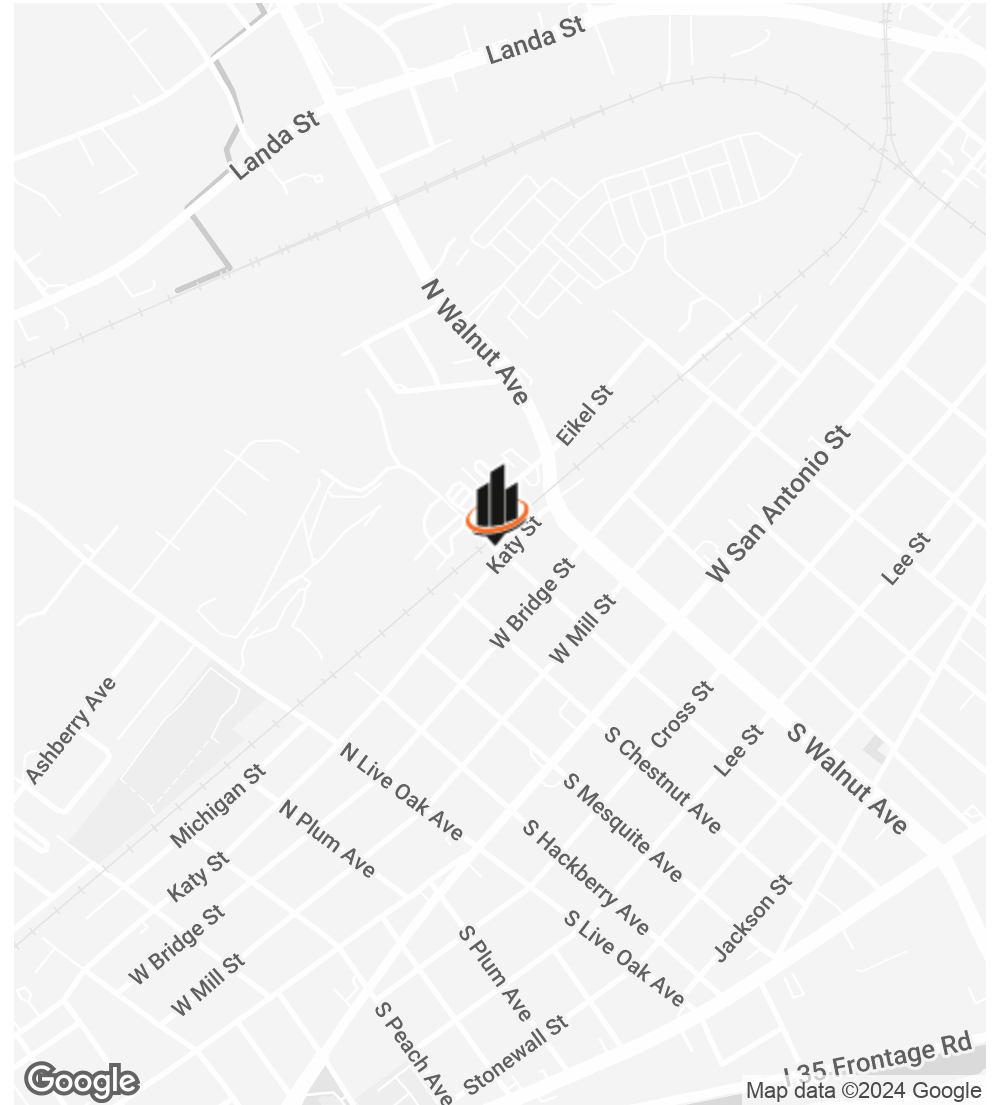 Landa St
Landa St
N Walnut Ave
Eikel St
W San Antonio St
Katy St
Lee St
W Bridge St
W Mill St
Ashberry Ave
Cross St
S Chestnut Ave
Lee St
S Walnut Ave
N Live Oak Ave
S Mesquite Ave
Michigan St
N Plum Ave
S Hackberry Ave
Katy St
Jackson St
W Bridge St
S Live Oak Ave
S Plum Ave
W Mill St
S Peach Ave
Stonewall St
I 35 Frontage Rd
Google
Map data ©2024 Google